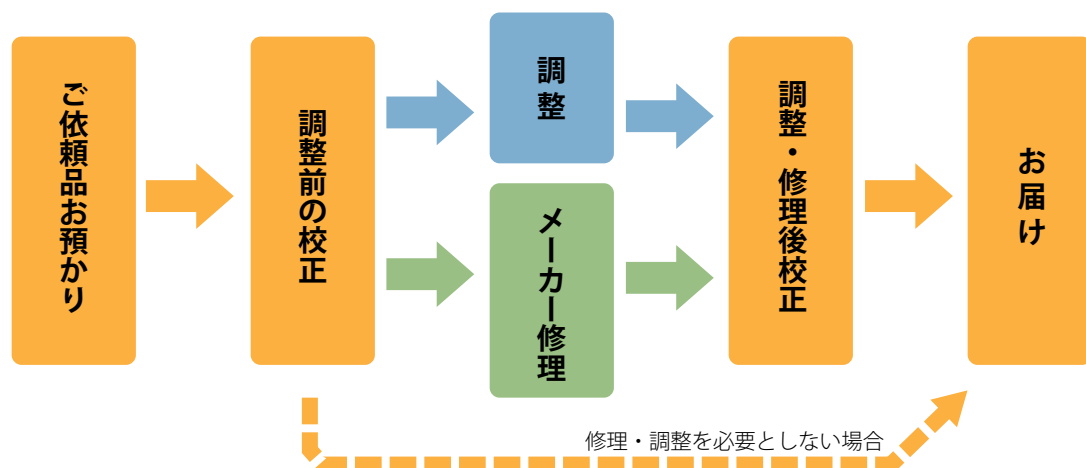 ご依頼品お預かり
調整前の校正
調整
メーカー修理
調整・修理後校正
お届け
修理・調整を必要としない場合